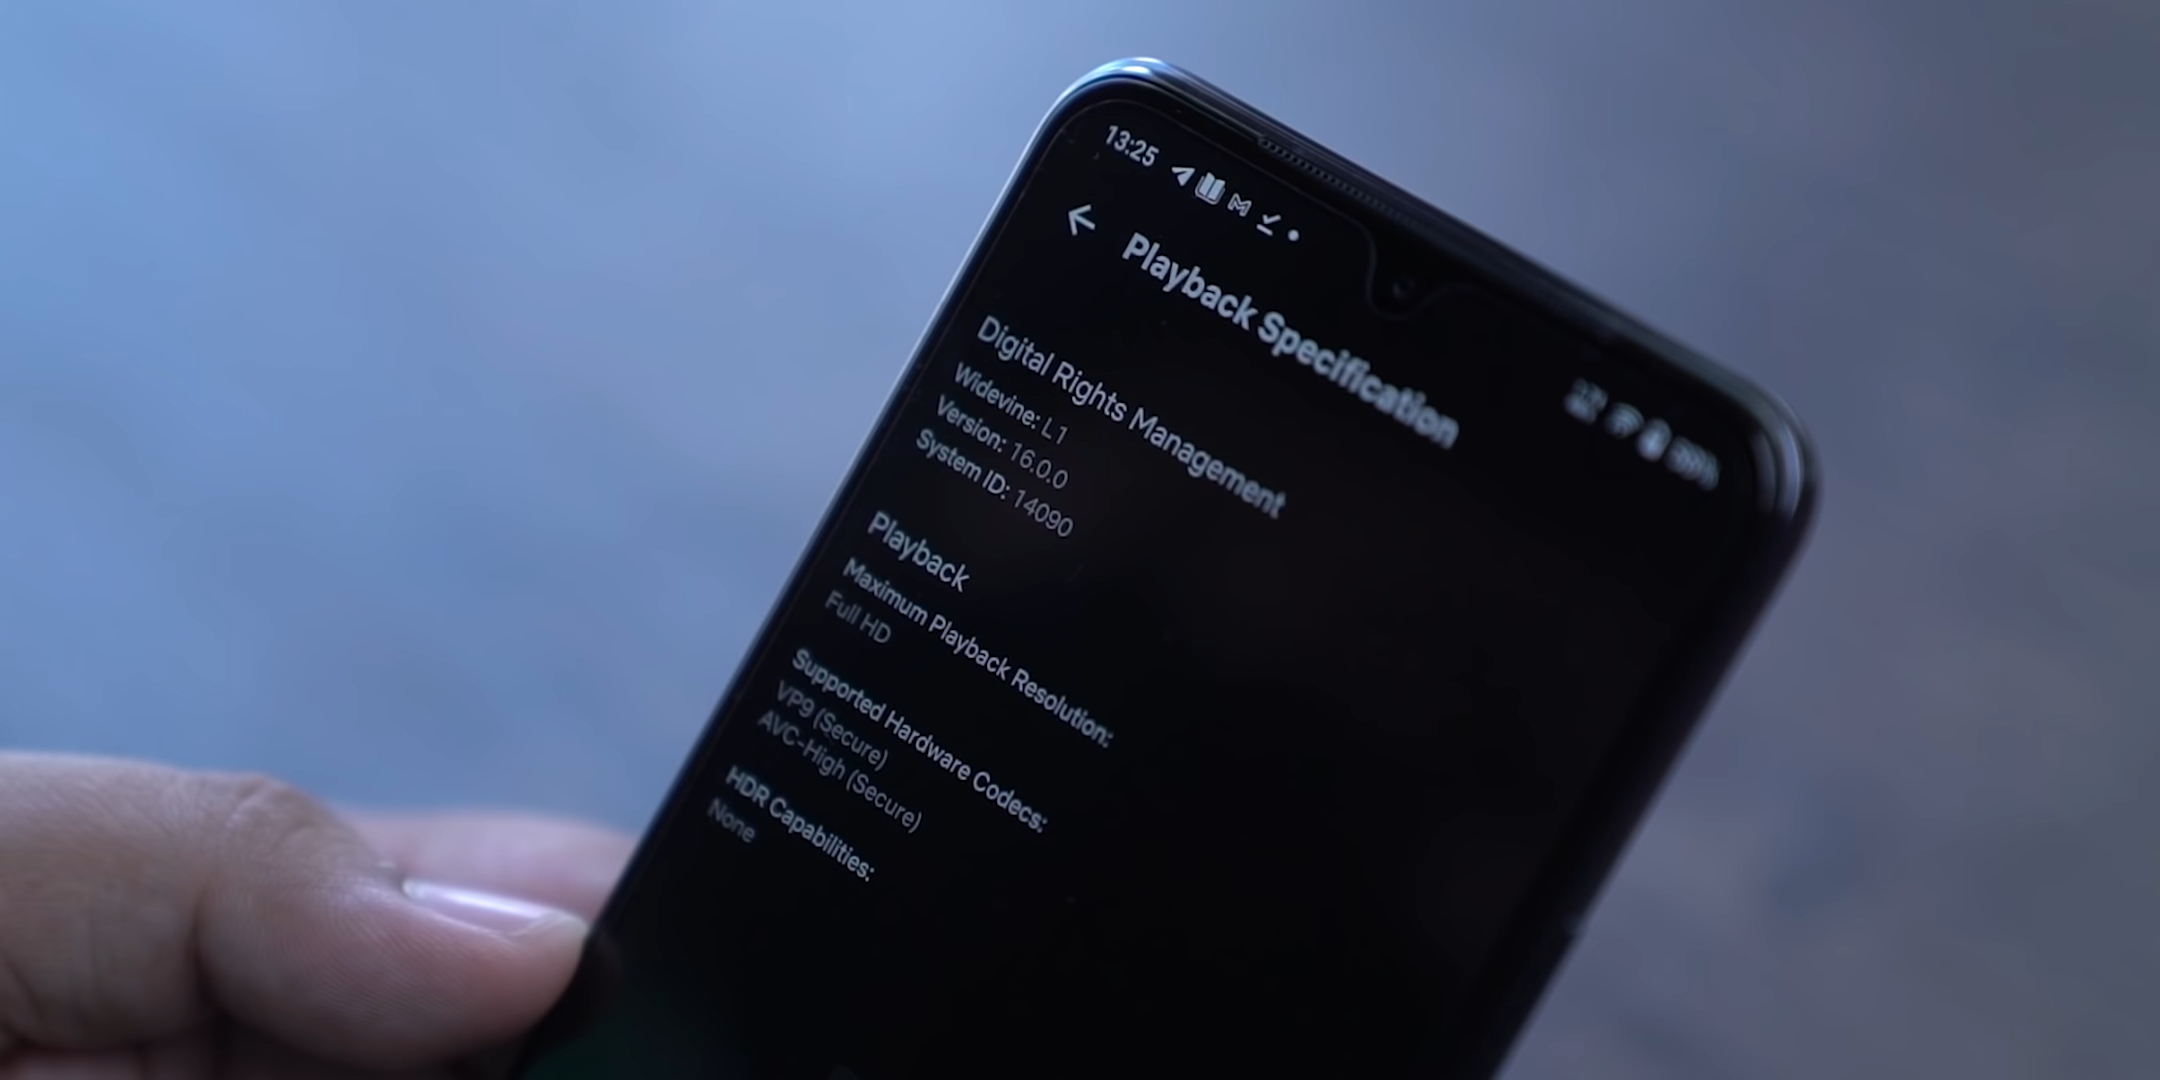 13:25
Playback Specification
Digital Rights Management
Widevine: L1
Version: 16.0.0
System ID: 14090
Playback
Maximum Playback Resolution:
Full HD
Supported Hardware Codecs:
VP9 (Secure)
AVC-High (Secure)
HDR Capabilities:
None